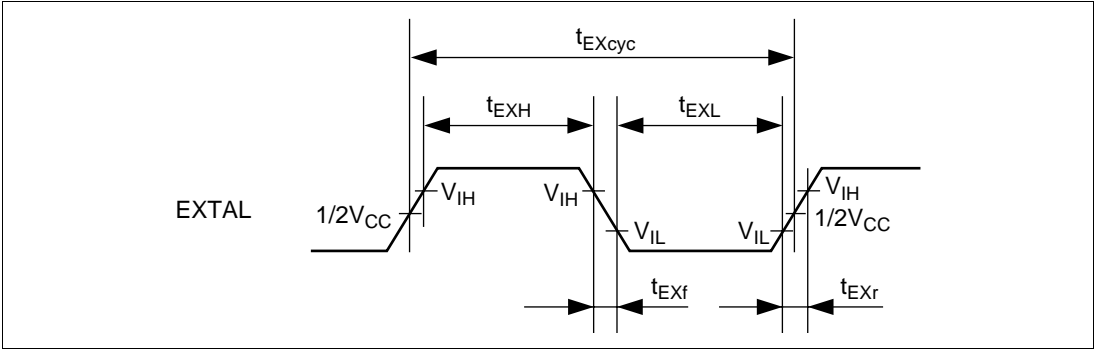 tEXcyc
tEXH tEXL
VIH VIH VIH
EXTAL 1/2VCC 1/2VCC
VIL VIL
tEXf tEXr